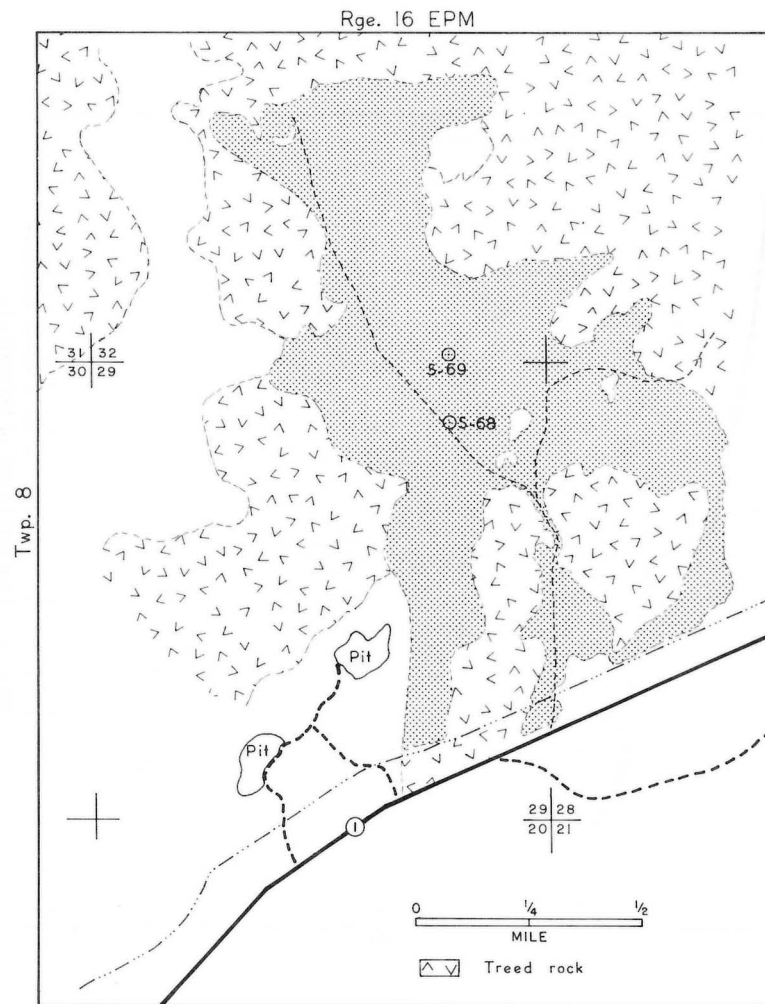 Rge. 16 EPM
31 32
30 29
S-69
S-68
Twp. 8
Pit
Pit
29 28
20 21
1
0 1/4 1/2
MILE
Treed rock